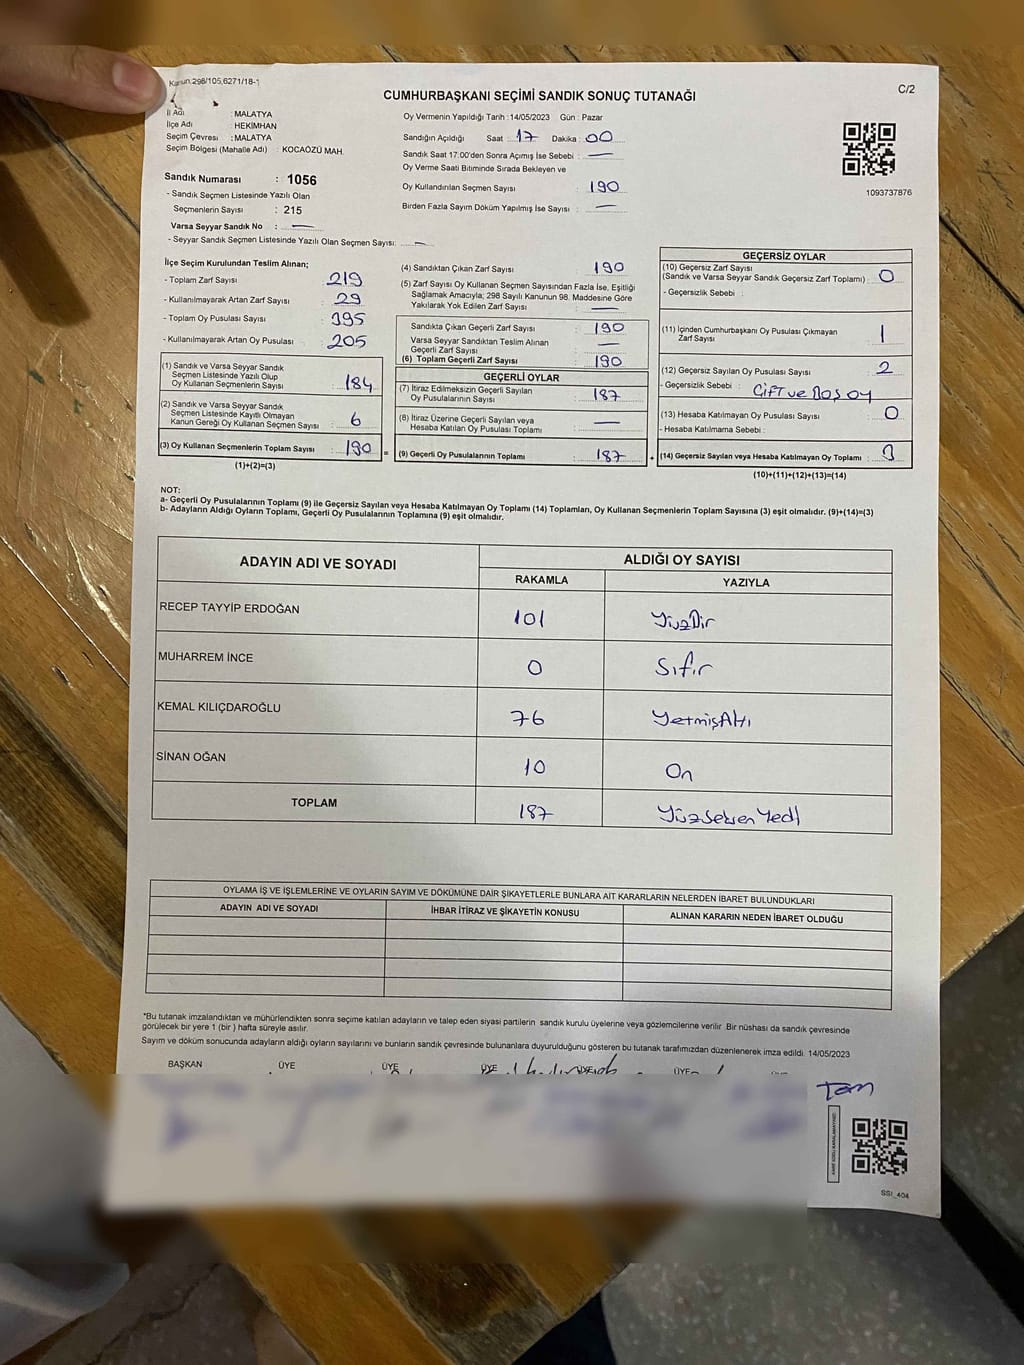 Kanun 298/105,6271/18-1
C/2
CUMHURBAŞKANI SEÇİMİ SANDIK SONUÇ TUTANAĞI
İl Adı : MALATYA
İlçe Adı : HEKİMHAN
Seçim Çevresi : MALATYA
Seçim Bölgesi (Mahalle Adı) : KOCAÖZÜ MAH.
Sandık Numarası : 1056
- Sandık Seçmen Listesinde Yazılı Olan
Seçmenlerin Sayısı : 215
Varsa Seyyar Sandık No : —
- Seyyar Sandık Seçmen Listesinde Yazılı Olan Seçmen Sayısı: —
Oy Vermenin Yapıldığı Tarih :14/05/2023 Gün : Pazar
Sandığın Açıldığı Saat : 17 Dakika : 00
Sandık Saat 17:00'den Sonra Açımış İse Sebebi : —
Oy Verme Saati Bitiminde Sırada Bekleyen ve
Oy Kullandırılan Seçmen Sayısı : 190
Birden Fazla Sayım Döküm Yapılmış İse Sayısı : —
1093737876
İlçe Seçim Kurulundan Teslim Alınan;
- Toplam Zarf Sayısı : 219
- Kullanılmayarak Artan Zarf Sayısı : 29
- Toplam Oy Pusulası Sayısı : 395
- Kullanılmayarak Artan Oy Pusulası : 205
(1) Sandık ve Varsa Seyyar Sandık
Seçmen Listesinde Yazılı Olup
Oy Kullanan Seçmenlerin Sayısı : 184
(2) Sandık ve Varsa Seyyar Sandık
Seçmen Listesinde Kayıtlı Olmayan
Kanun Gereği Oy Kullanan Seçmen Sayısı : 6
(3) Oy Kullanan Seçmenlerin Toplam Sayısı : 190
(1)+(2)=(3)
=
(4) Sandıktan Çıkan Zarf Sayısı : 190
(5) Zarf Sayısı Oy Kullanan Seçmen Sayısından Fazla İse, Eşitliği
Sağlamak Amacıyla; 298 Sayılı Kanunun 98. Maddesine Göre
Yakılarak Yok Edilen Zarf Sayısı : —
Sandıkta Çıkan Geçerli Zarf Sayısı : 190
Varsa Seyyar Sandıktan Teslim Alınan
Geçerli Zarf Sayısı : —
(6) Toplam Geçerli Zarf Sayısı : 190
GEÇERLİ OYLAR
(7) İtiraz Edilmeksizin Geçerli Sayılan
Oy Pusulalarının Sayısı : 187
(8) İtiraz Üzerine Geçerli Sayılan veya
Hesaba Katılan Oy Pusulası Toplamı : —
(9) Geçerli Oy Pusulalarının Toplamı : 187
+
GEÇERSİZ OYLAR
(10) Geçersiz Zarf Sayısı
(Sandık ve Varsa Seyyar Sandık Geçersiz Zarf Toplamı) : 0
- Geçersizlik Sebebi :
(11) İçinden Cumhurbaşkanı Oy Pusulası Çıkmayan
Zarf Sayısı : 1
(12) Geçersiz Sayılan Oy Pusulası Sayısı : 2
- Geçersizlik Sebebi : Çift ve Boş oy
(13) Hesaba Katılmayan Oy Pusulası Sayısı : 0
- Hesaba Katılmama Sebebi :
(14) Geçersiz Sayılan veya Hesaba Katılmayan Oy Toplamı : 3
(10)+(11)+(12)+(13)=(14)
NOT:
a- Geçerli Oy Pusulalarının Toplamı (9) ile Geçersiz Sayılan veya Hesaba Katılmayan Oy Toplamı (14) Toplamları, Oy Kullanan Seçmenlerin Toplam Sayısına (3) eşit olmalıdır. (9)+(14)=(3)
b- Adayların Aldığı Oyların Toplamı, Geçerli Oy Pusulalarının Toplamına (9) eşit olmalıdır.
ADAYIN ADI VE SOYADI ALDIĞI OY SAYISI
RAKAMLA YAZIYLA
RECEP TAYYİP ERDOĞAN 101 YüzBir
MUHARREM İNCE 0 Sıfır
KEMAL KILIÇDAROĞLU 76 YetmişAltı
SİNAN OĞAN 10 On
TOPLAM 187 YüzSeksenYedi
OYLAMA İŞ VE İŞLEMLERİNE VE OYLARIN SAYIM VE DÖKÜMÜNE DAİR ŞİKAYETLERLE BUNLARA AİT KARARLARIN NELERDEN İBARET BULUNDUKLARI
ADAYIN ADI VE SOYADI İHBAR İTİRAZ VE ŞİKAYETİN KONUSU ALINAN KARARIN NEDEN İBARET OLDUĞU
*Bu tutanak imzalandıktan ve mühürlendikten sonra seçime katılan adayların ve talep eden siyasi partilerin sandık kurulu üyelerine veya gözlemcilerine verilir .Bir nüshası da sandık çevresinde
görülecek bir yere 1 (bir ) hafta süreyle asılır.
Sayım ve döküm sonucunda adayların aldığı oyların sayılarını ve bunların sandık çevresinde bulunanlara duyurulduğunu gösteren bu tutanak tarafımızdan düzenlenerek imza edildi. 14/05/2023
BAŞKAN ÜYE ÜYE ÜYE ÜYE
SSI_404